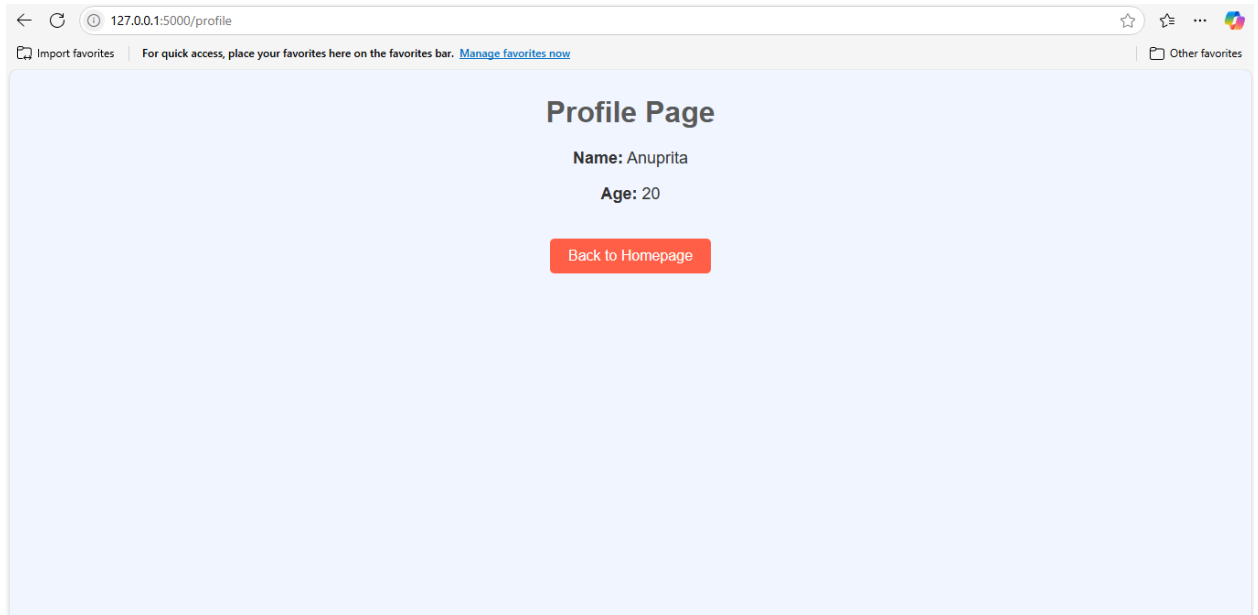 127.0.0.1:5000/profile
Import favorites For quick access, place your favorites here on the favorites bar. Manage favorites now Other favorites
Profile Page
Name: Anuprita
Age: 20
Back to Homepage